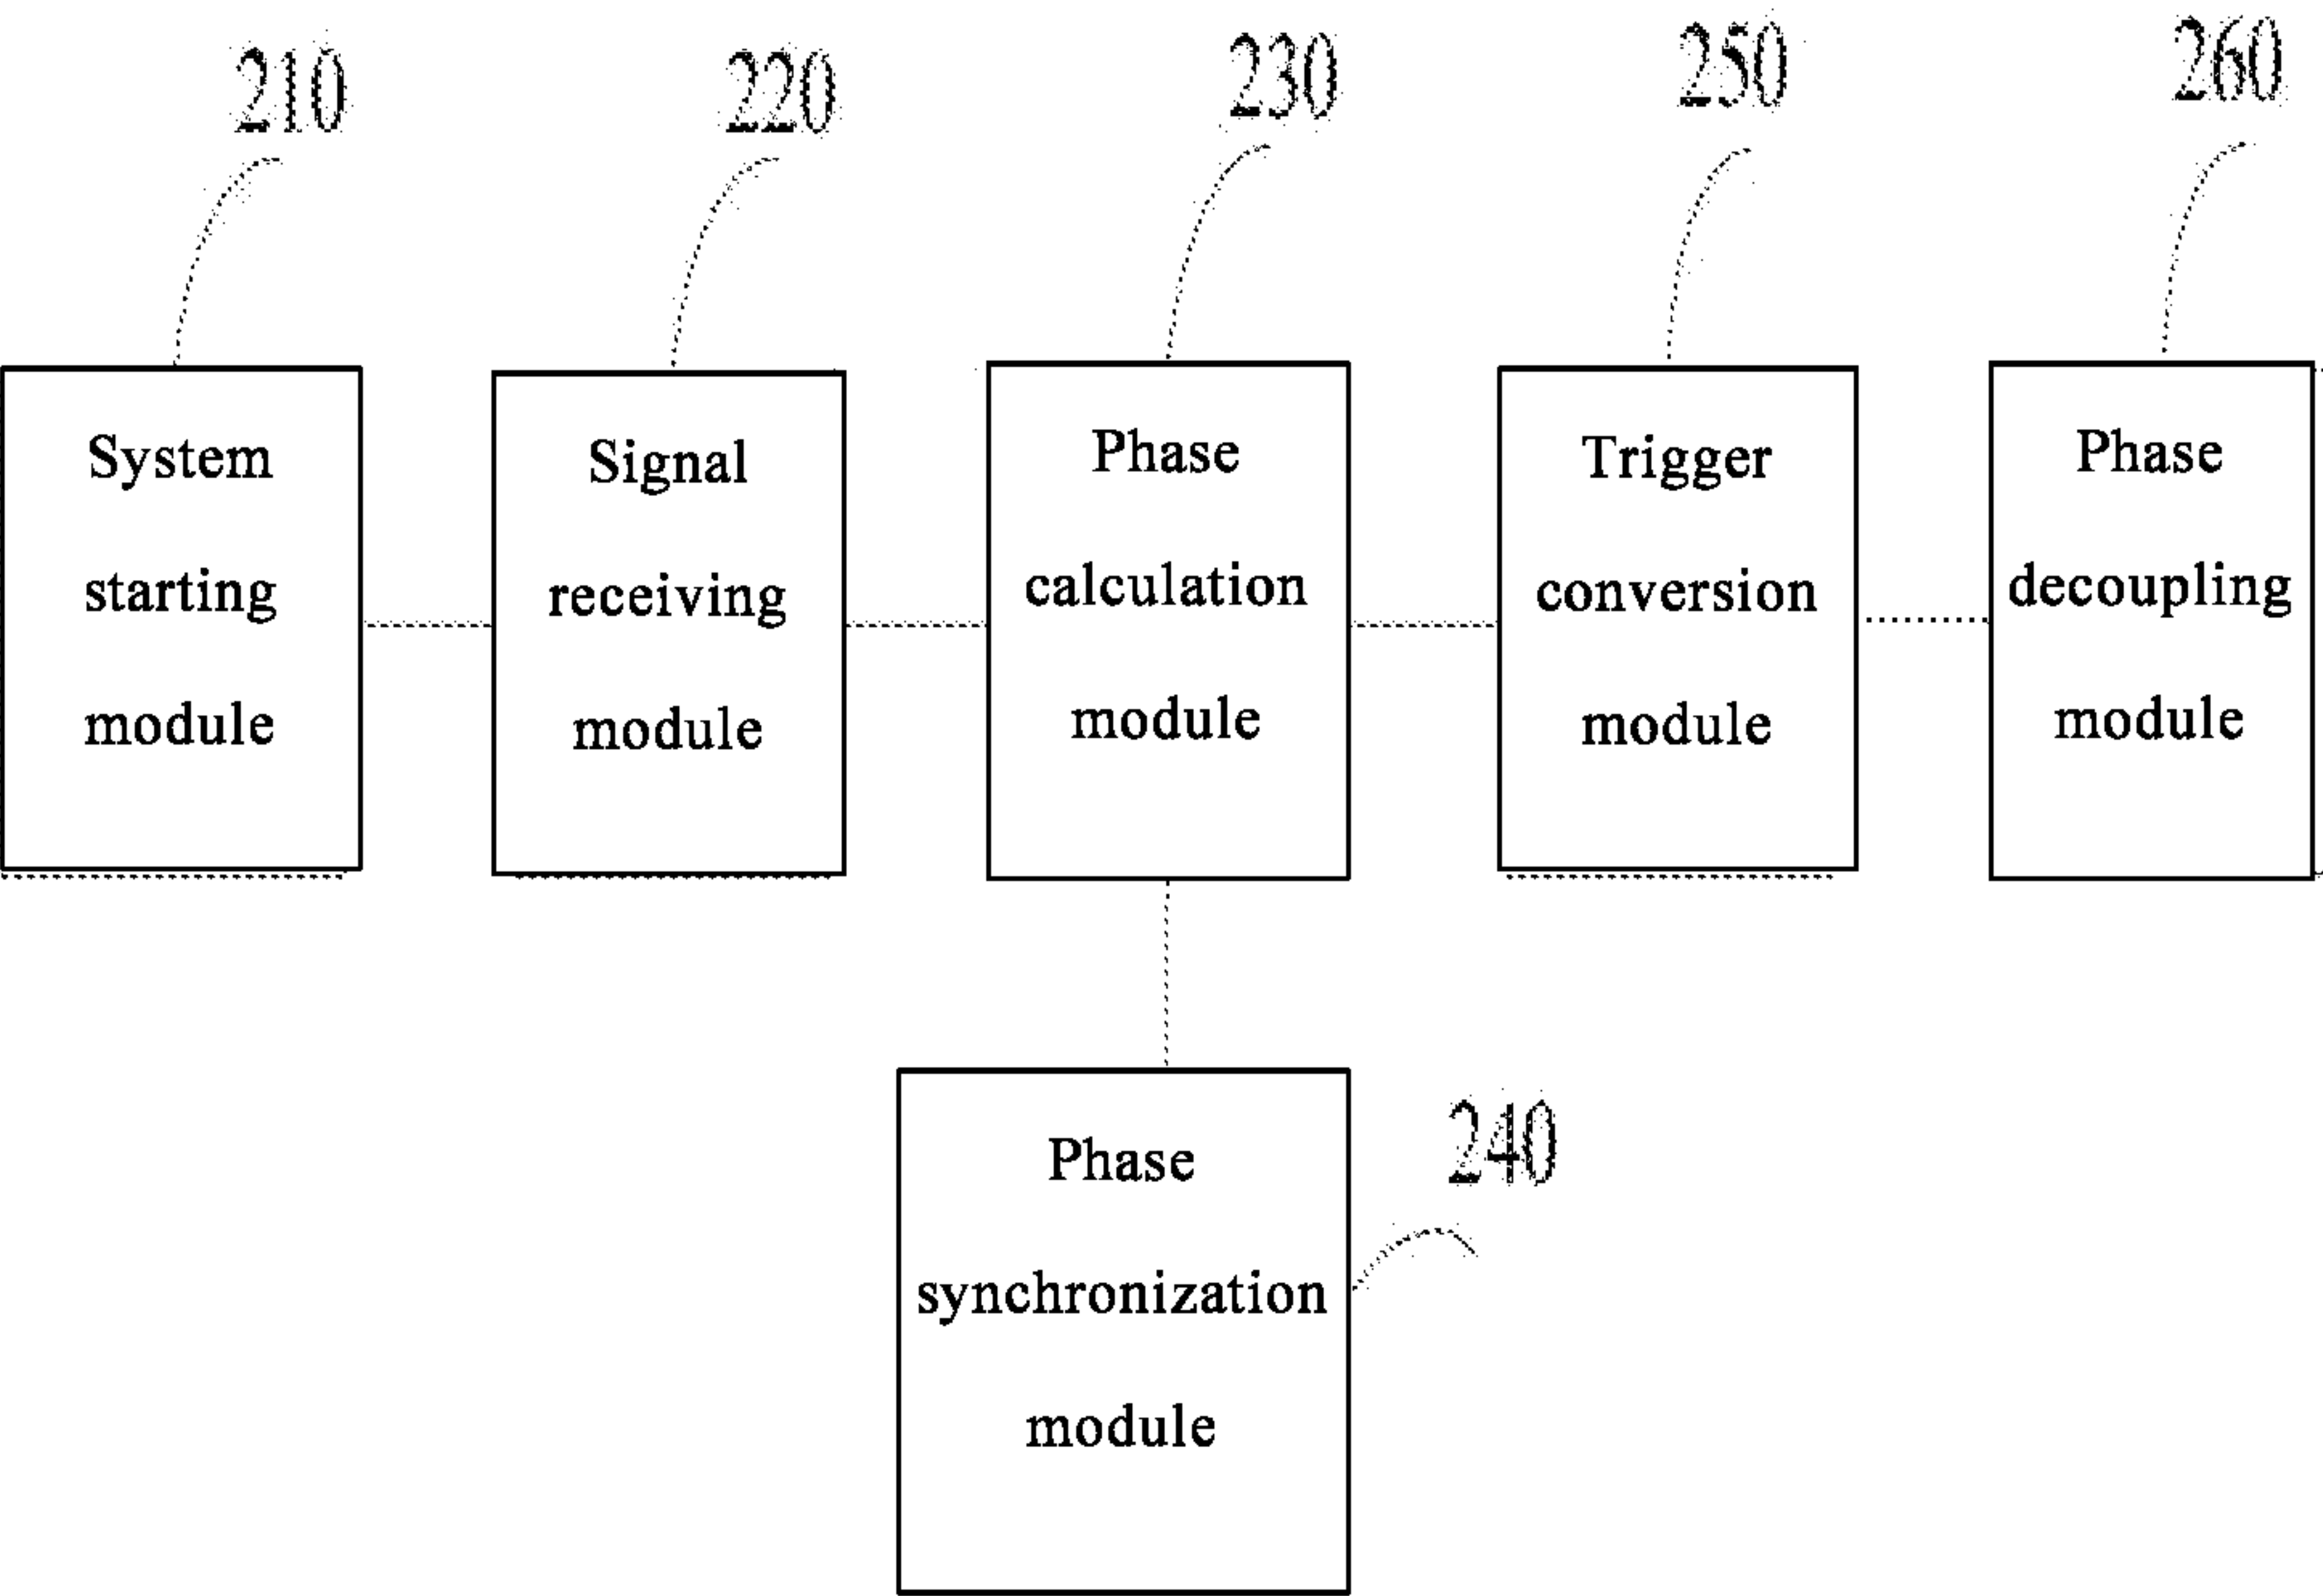 210
220
230
250
260
System
starting
module
Signal
receiving
module
Phase
calculation
module
Trigger
conversion
module
Phase
decoupling
module
Phase
synchronization
module
240